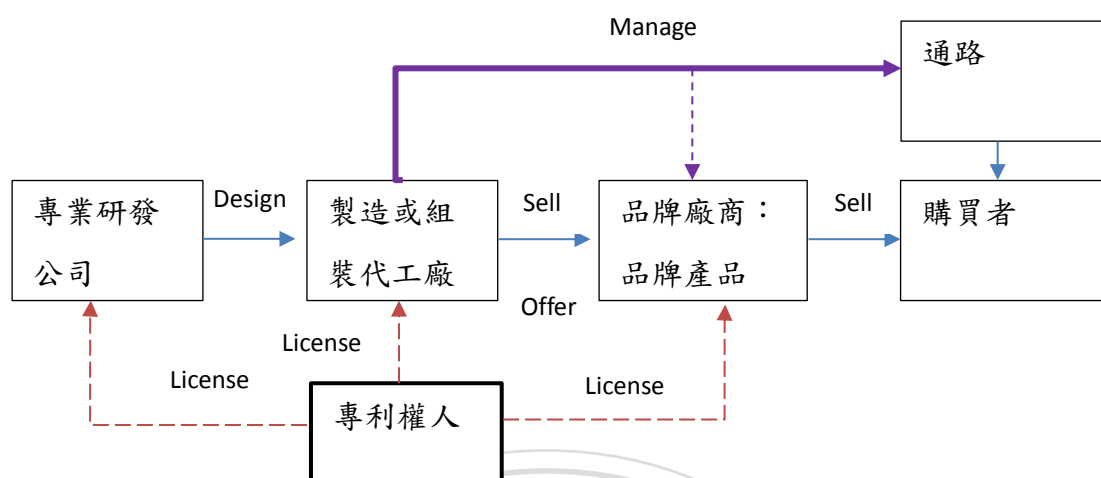 Manage
通路
專業研發
公司
Design
製造或組
裝代工廠
Sell
品牌廠商：
品牌產品
Sell
購買者
Offer
License
License
License
專利權人